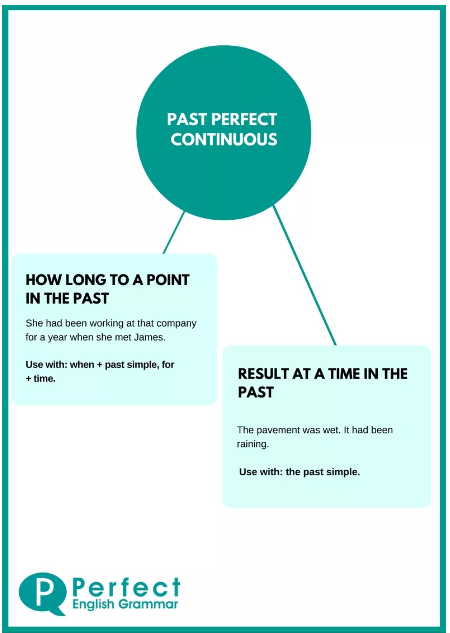 PAST PERFECT
CONTINUOUS
HOW LONG TO A POINT
IN THE PAST
She had been working at that company
for a year when she met James.
Use with: when + past simple, for
+ time.
RESULT AT A TIME IN THE
PAST
The pavement was wet. It had been
raining.
Use with: the past simple.
P Perfect
English Grammar